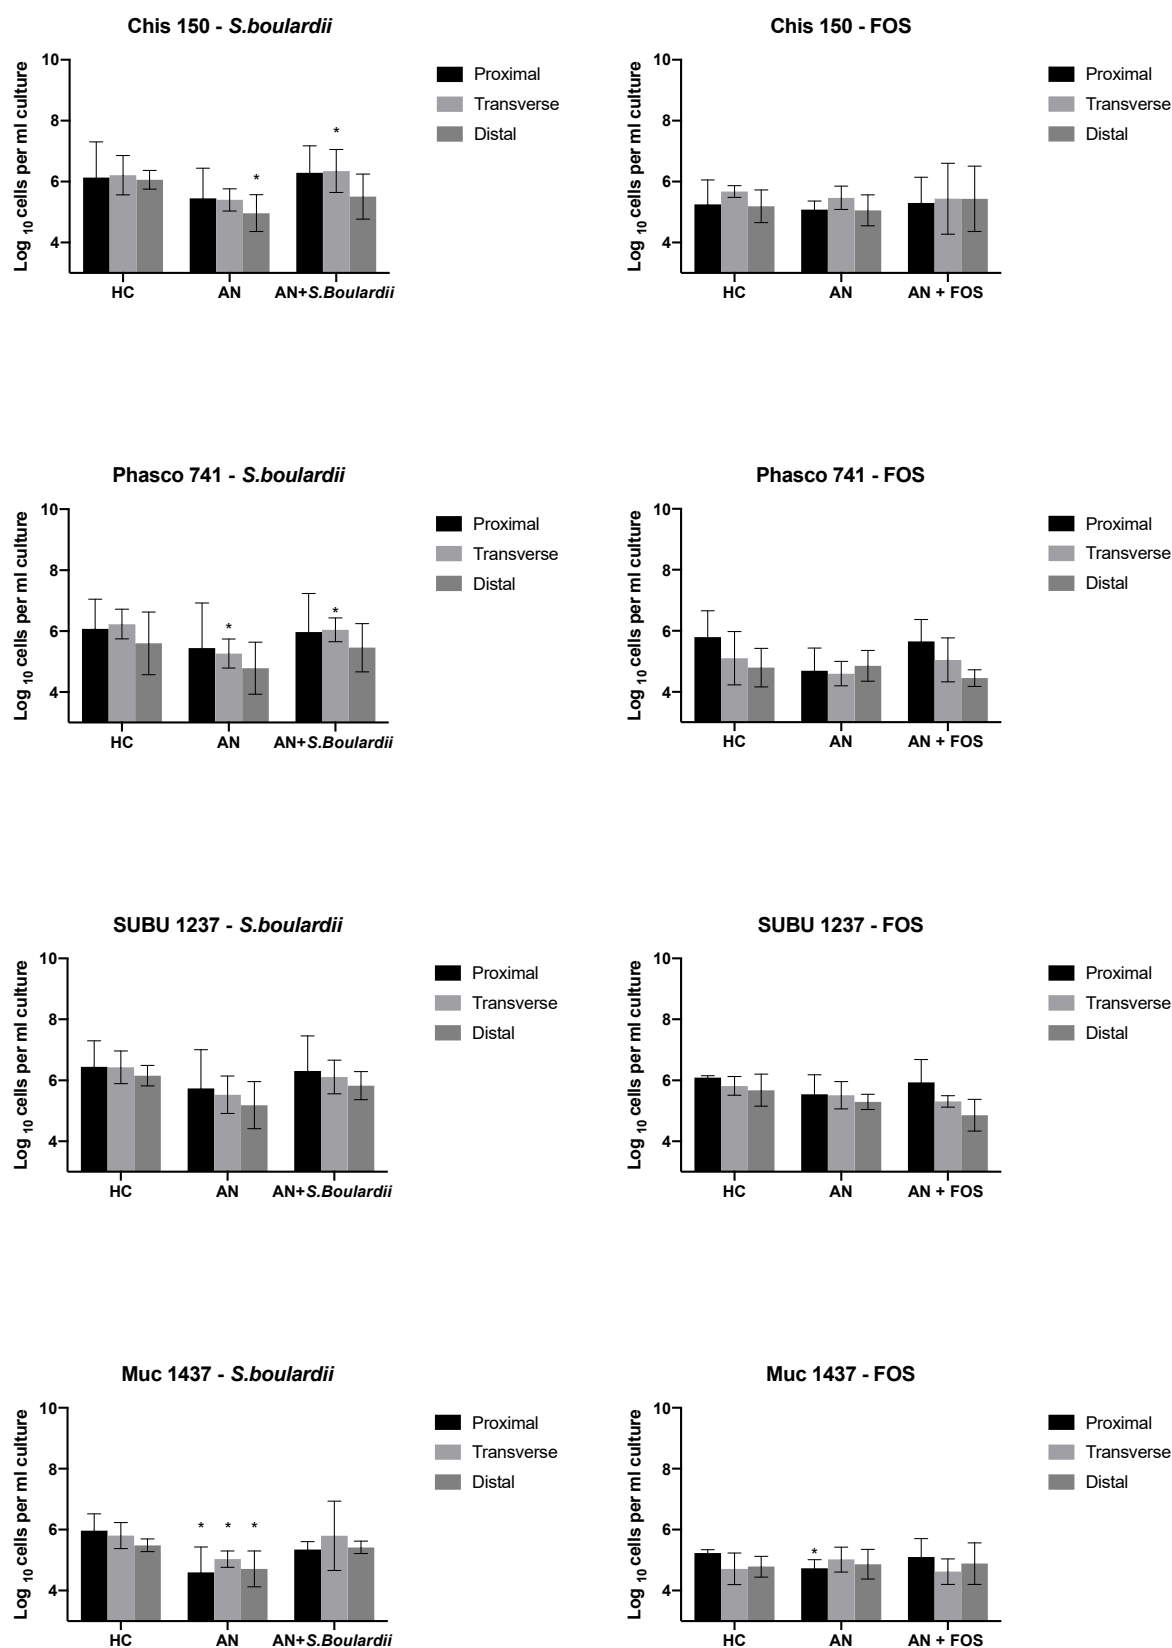 Chis 150 - S.boulardii
Log 10 cells per ml culture
10
8
6
4
*
*
HC
AN
AN+S.Boulardii
Proximal
Transverse
Distal
Chis 150 - FOS
Log 10 cells per ml culture
10
8
6
4
HC
AN
AN + FOS
Proximal
Transverse
Distal
Phasco 741 - S.boulardii
Log 10 cells per ml culture
10
8
6
4
*
*
HC
AN
AN+S.Boulardii
Proximal
Transverse
Distal
Phasco 741 - FOS
Log 10 cells per ml culture
10
8
6
4
HC
AN
AN + FOS
Proximal
Transverse
Distal
SUBU 1237 - S.boulardii
Log 10 cells per ml culture
10
8
6
4
HC
AN
AN+S.Boulardii
Proximal
Transverse
Distal
SUBU 1237 - FOS
Log 10 cells per ml culture
10
8
6
4
HC
AN
AN + FOS
Proximal
Transverse
Distal
Muc 1437 - S.boulardii
Log 10 cells per ml culture
10
8
6
4
* * *
HC
AN
AN+S.Boulardii
Proximal
Transverse
Distal
Muc 1437 - FOS
Log 10 cells per ml culture
10
8
6
4
*
HC
AN
AN + FOS
Proximal
Transverse
Distal